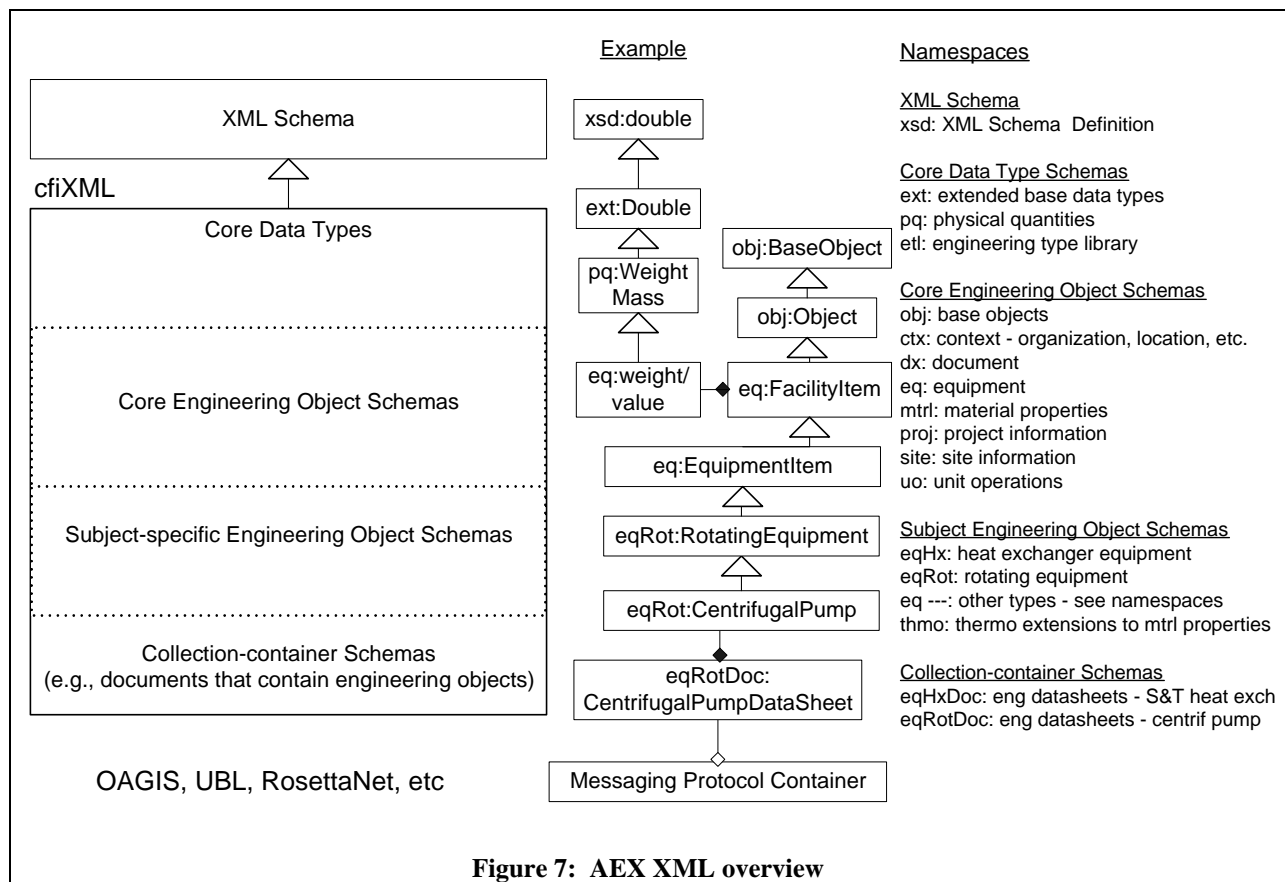 XML Schema
cfiXML
Core Data Types
Core Engineering Object Schemas
Subject-specific Engineering Object Schemas
Collection-container Schemas
(e.g., documents that contain engineering objects)
OAGIS, UBL, RosettaNet, etc
Example
xsd:double
ext:Double
pq:Weight
Mass
eq:weight/
value
obj:BaseObject
obj:Object
eq:FacilityItem
eq:EquipmentItem
eqRot:RotatingEquipment
eqRot:CentrifugalPump
eqRotDoc:
CentrifugalPumpDataSheet
Messaging Protocol Container
Namespaces
XML Schema
xsd: XML Schema Definition
Core Data Type Schemas
ext: extended base data types
pq: physical quantities
etl: engineering type library
Core Engineering Object Schemas
obj: base objects
ctx: context - organization, location, etc.
dx: document
eq: equipment
mtrl: material properties
proj: project information
site: site information
uo: unit operations
Subject Engineering Object Schemas
eqHx: heat exchanger equipment
eqRot: rotating equipment
eq ---: other types - see namespaces
thmo: thermo extensions to mtrl properties
Collection-container Schemas
eqHxDoc: eng datasheets - S&T heat exch
eqRotDoc: eng datasheets - centrif pump
Figure 7: AEX XML overview